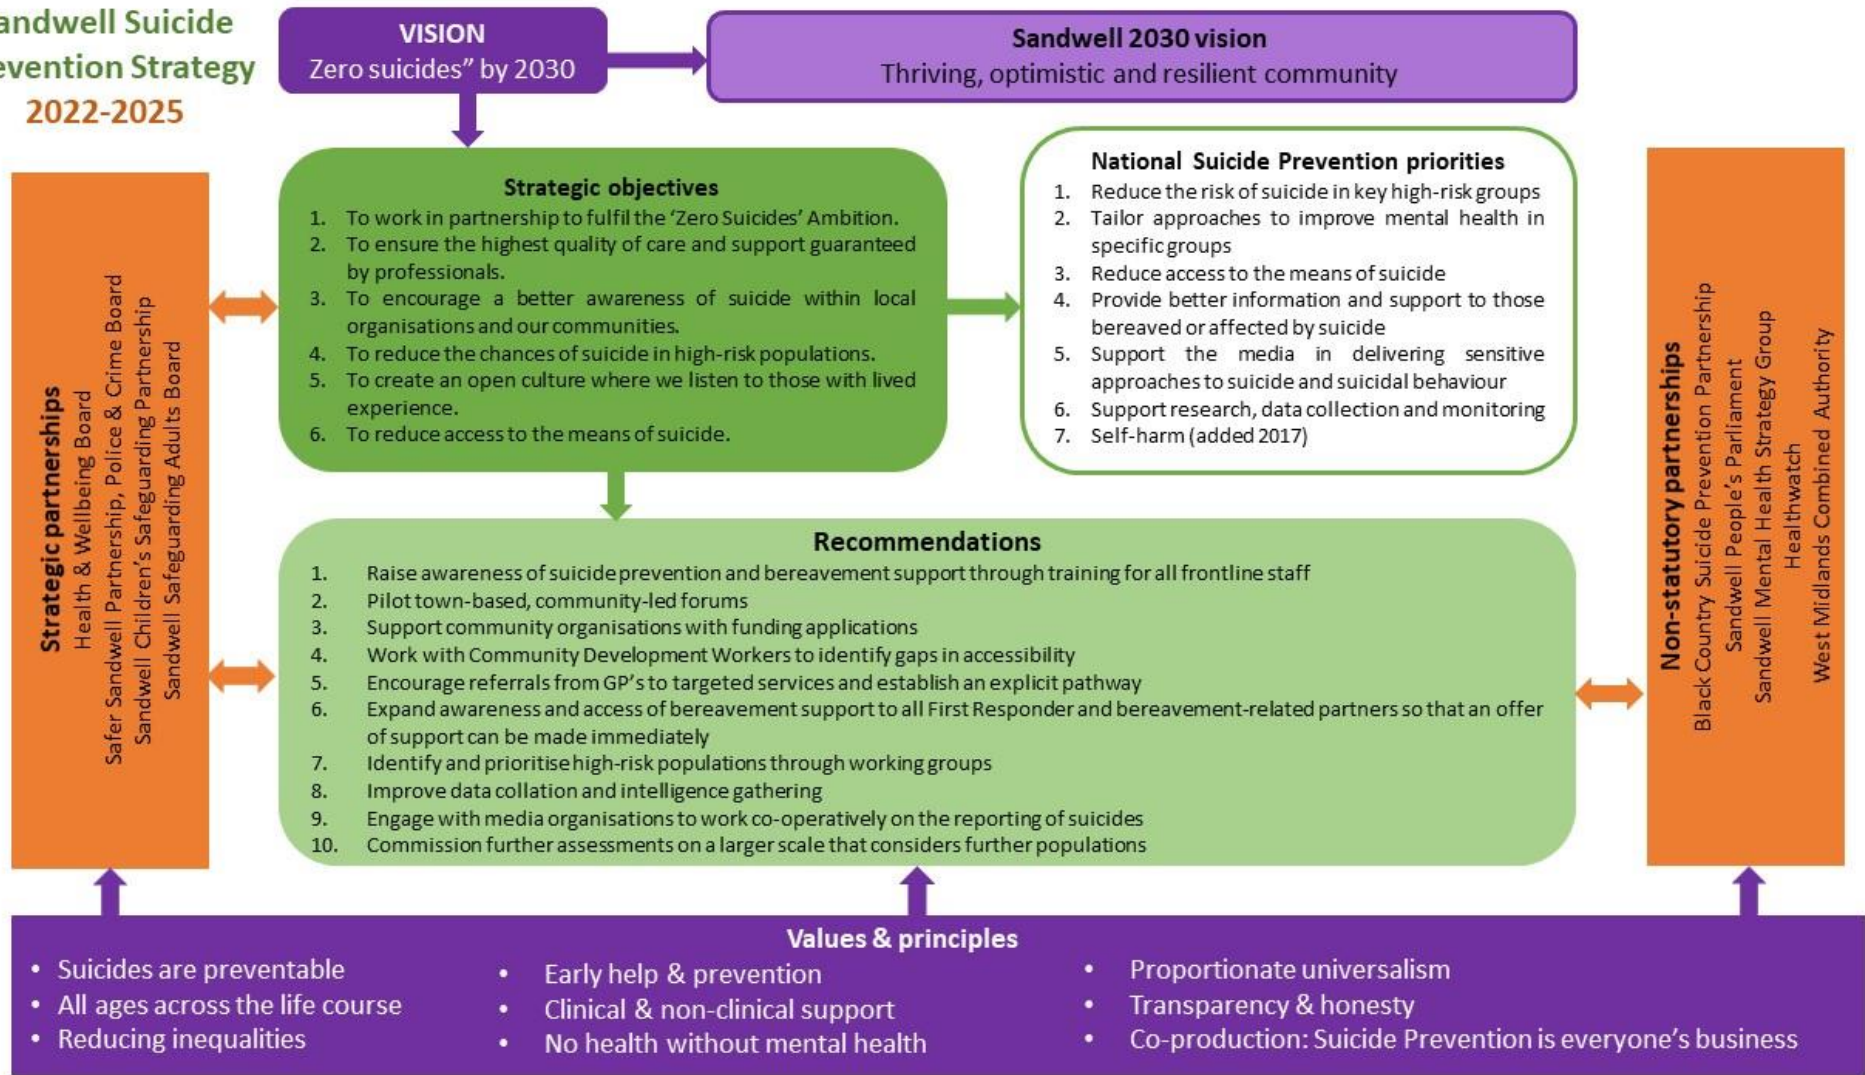 andwell Suicide
evention Strategy
2022-2025
VISION
Zero suicides” by 2030
Sandwell 2030 vision
Thriving, optimistic and resilient community
Strategic objectives
1. To work in partnership to fulfil the ‘Zero Suicides’ Ambition.
2. To ensure the highest quality of care and support guaranteed
by professionals.
3. To encourage a better awareness of suicide within local
organisations and our communities.
4. To reduce the chances of suicide in high-risk populations.
5. To create an open culture where we listen to those with lived
experience.
6. To reduce access to the means of suicide.
National Suicide Prevention priorities
1. Reduce the risk of suicide in key high-risk groups
2. Tailor approaches to improve mental health in
specific groups
3. Reduce access to the means of suicide
4. Provide better information and support to those
bereaved or affected by suicide
5. Support the media in delivering sensitive
approaches to suicide and suicidal behaviour
6. Support research, data collection and monitoring
7. Self-harm (added 2017)
Strategic partnerships
Health & Wellbeing Board
Safer Sandwell Partnership, Police & Crime Board
Sandwell Children’s Safeguarding Partnership
Sandwell Safeguarding Adults Board
Recommendations
1. Raise awareness of suicide prevention and bereavement support through training for all frontline staff
2. Pilot town-based, community-led forums
3. Support community organisations with funding applications
4. Work with Community Development Workers to identify gaps in accessibility
5. Encourage referrals from GP’s to targeted services and establish an explicit pathway
6. Expand awareness and access of bereavement support to all First Responder and bereavement-related partners so that an offer
of support can be made immediately
7. Identify and prioritise high-risk populations through working groups
8. Improve data collation and intelligence gathering
9. Engage with media organisations to work co-operatively on the reporting of suicides
10. Commission further assessments on a larger scale that considers further populations
Non-statutory partnerships
Black Country Suicide Prevention Partnership
Sandwell People’s Parliament
Sandwell Mental Health Strategy Group
Healthwatch
West Midlands Combined Authority
Values & principles
• Suicides are preventable
• All ages across the life course
• Reducing inequalities
• Early help & prevention
• Clinical & non-clinical support
• No health without mental health
• Proportionate universalism
• Transparency & honesty
• Co-production: Suicide Prevention is everyone’s business